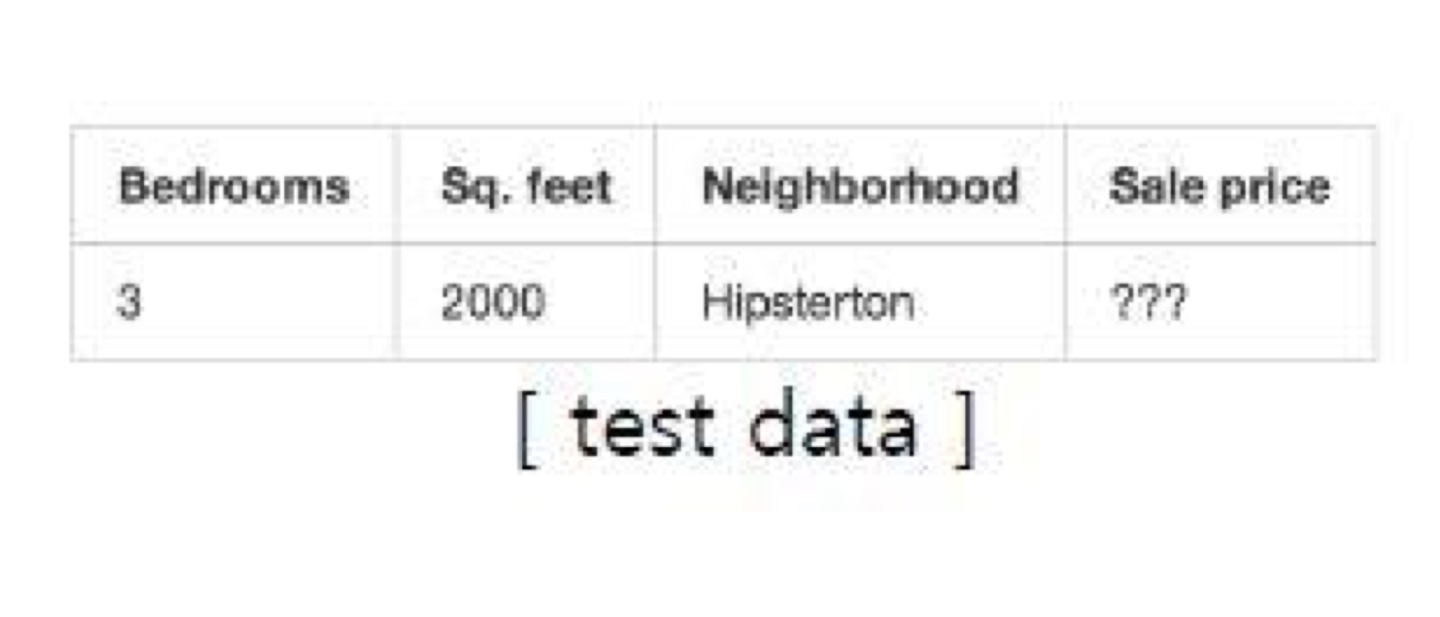 Bedrooms Sq. feet Neighborhood Sale price
3 2000 Hipsterton ???
[ test data ]